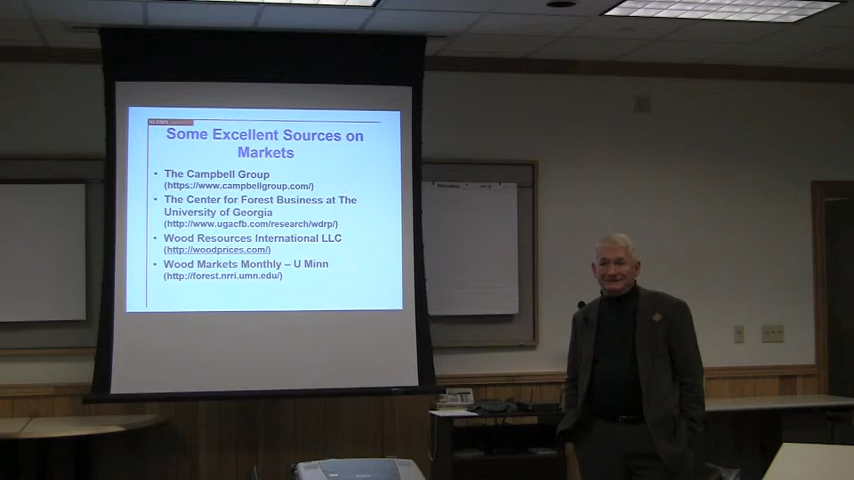 NC STATE
Some Excellent Sources on
Markets
• The Campbell Group
(https://www.campbellgroup.com/)
• The Center for Forest Business at The
University of Georgia
(http://www.ugacfb.com/research/wdrp/)
• Wood Resources International LLC
(http://woodprices.com/)
• Wood Markets Monthly – U Minn
(http://forest.nrri.umn.edu/)